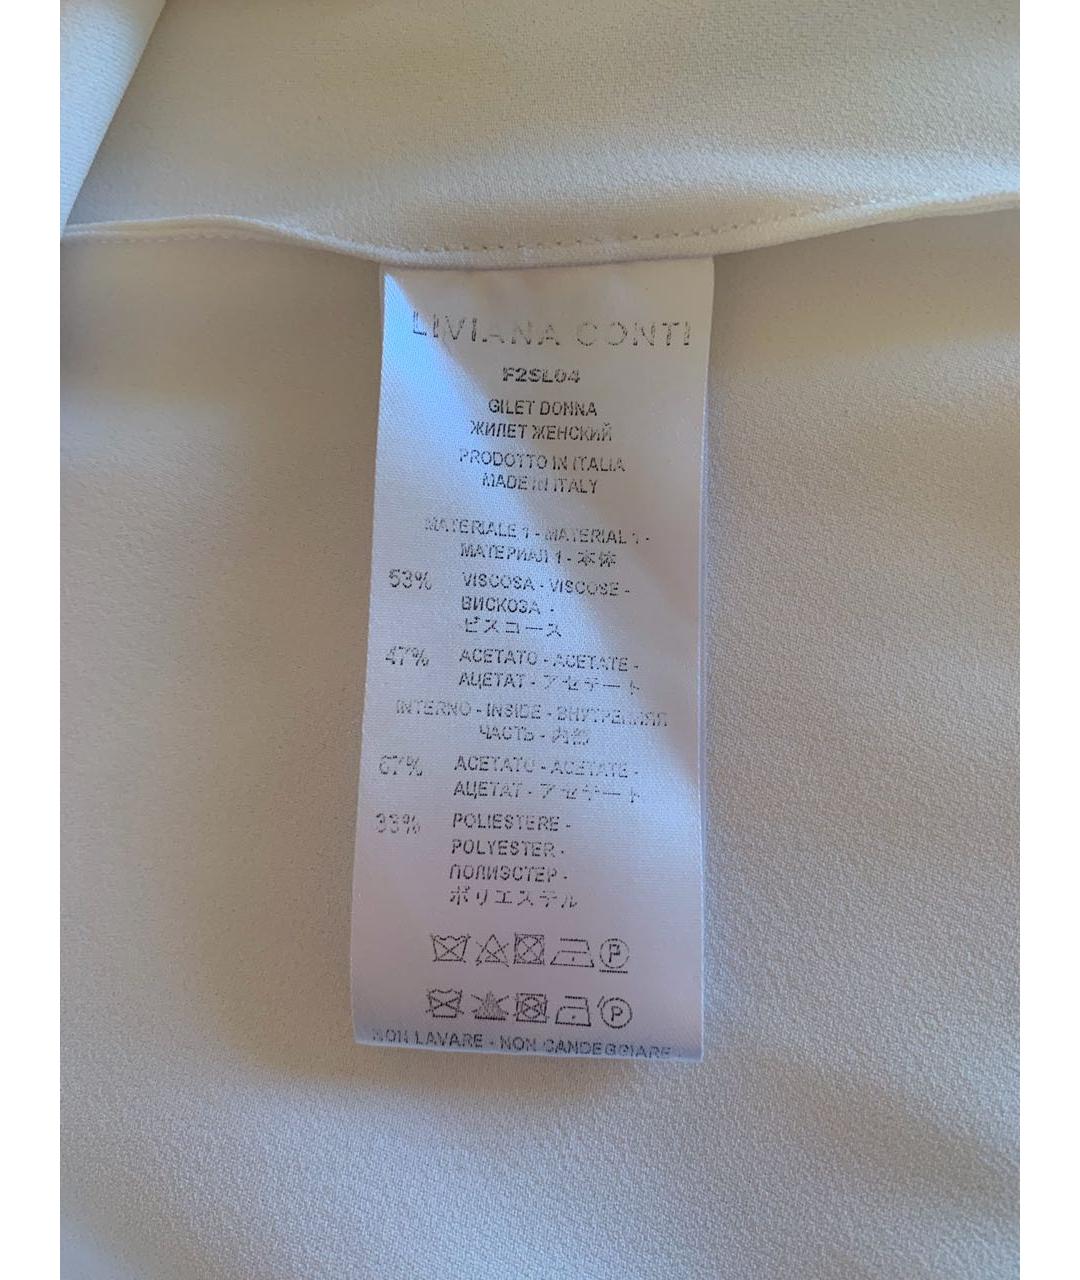 LIVIANA CONTI
F2SL04
GILET DONNA
ЖИЛЕТ ЖЕНСКИЙ
PRODOTTO IN ITALIA
MADE IN ITALY
MATERIALE 1 - MATERIAL 1 -
МАТЕРИАЛ 1 - 本体
53% VISCOSA - VISCOSE -
ВИСКОЗА -
ビスコース
47% ACETATO - ACETATE -
АЦЕТАТ - アセテート
INTERNO - INSIDE - ВНУТРЕННЯЯ
ЧАСТЬ - 内部
67% ACETATO - ACETATE -
АЦЕТАТ - アセテート
33% POLIESTERE -
POLYESTER -
ПОЛИЭСТЕР -
ポリエステル
P
P
NON LAVARE - NON CANDEGGIARE -